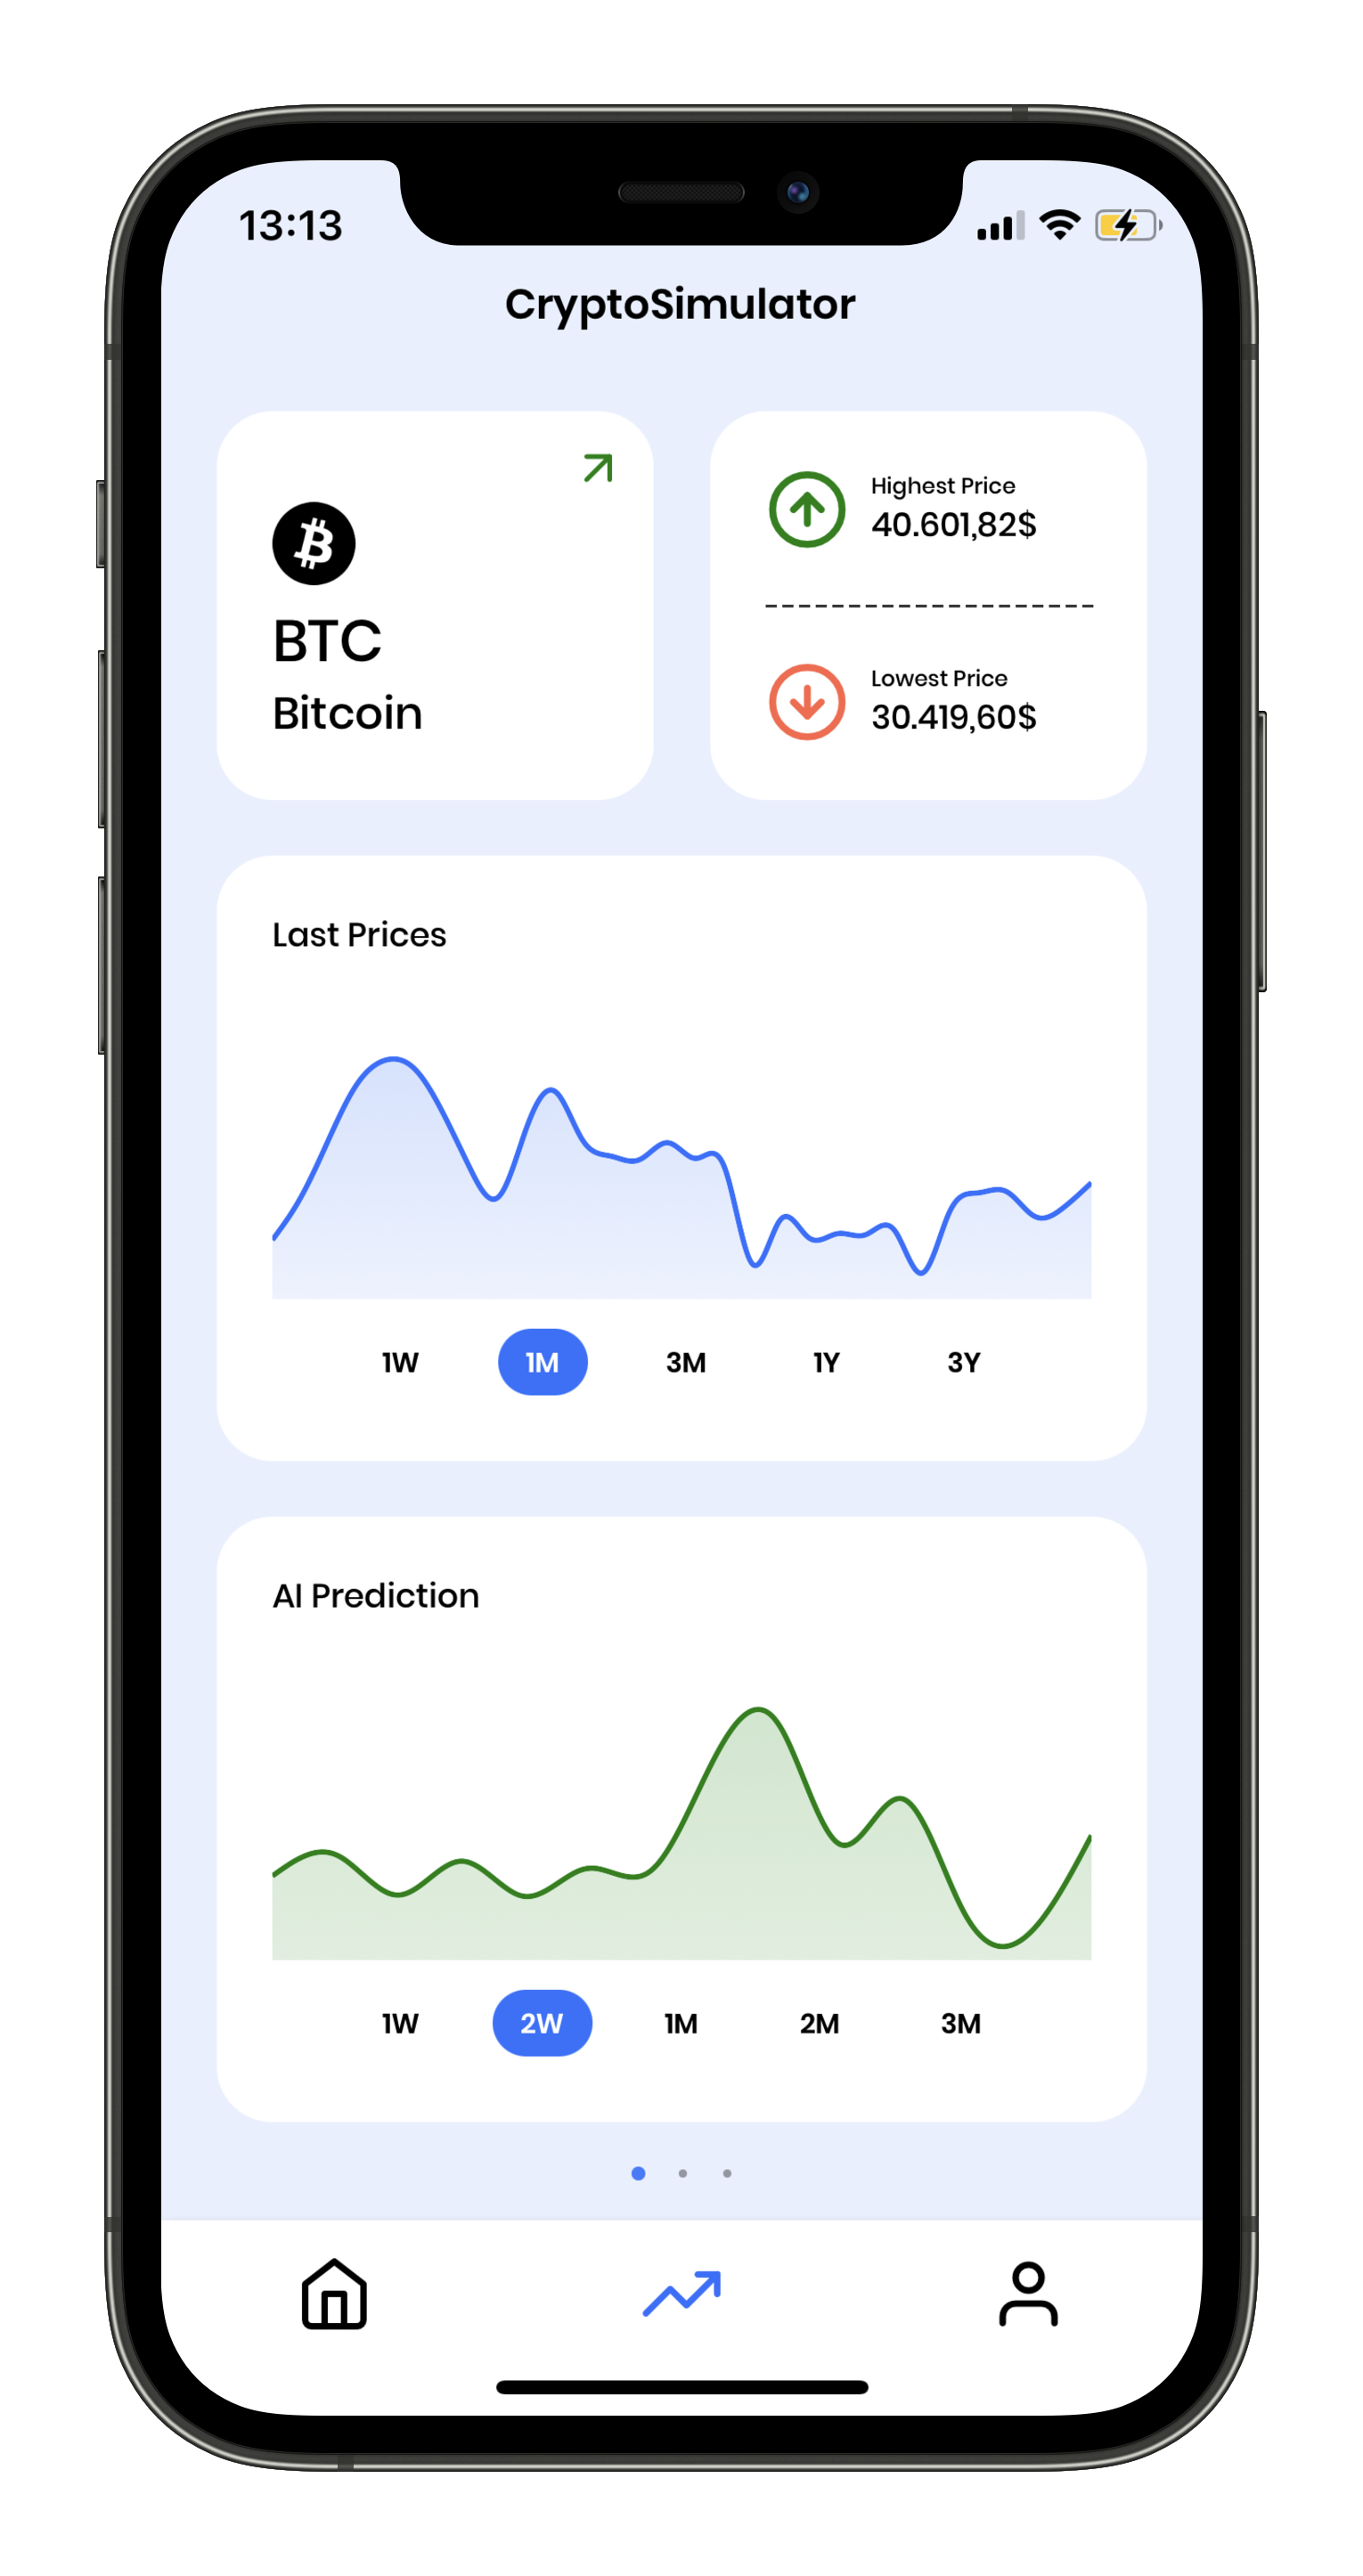 13:13
CryptoSimulator
BTC
Bitcoin
Highest Price
40.601,82$
Lowest Price
30.419,60$
Last Prices
1W 1M 3M 1Y 3Y
AI Prediction
1W 2W 1M 2M 3M